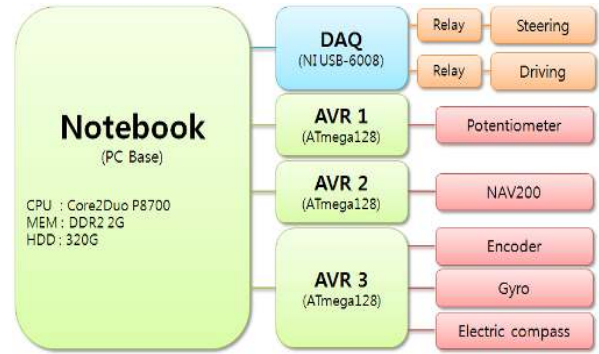 Notebook
(PC Base)
CPU : Core2Duo P8700
MEM : DDR2 2G
HDD : 320G
DAQ
(NI USB-6008)
Relay
Steering
Relay
Driving
AVR 1
(ATmega128)
Potentiometer
AVR 2
(ATmega128)
NAV200
AVR 3
(ATmega128)
Encoder
Gyro
Electric compass